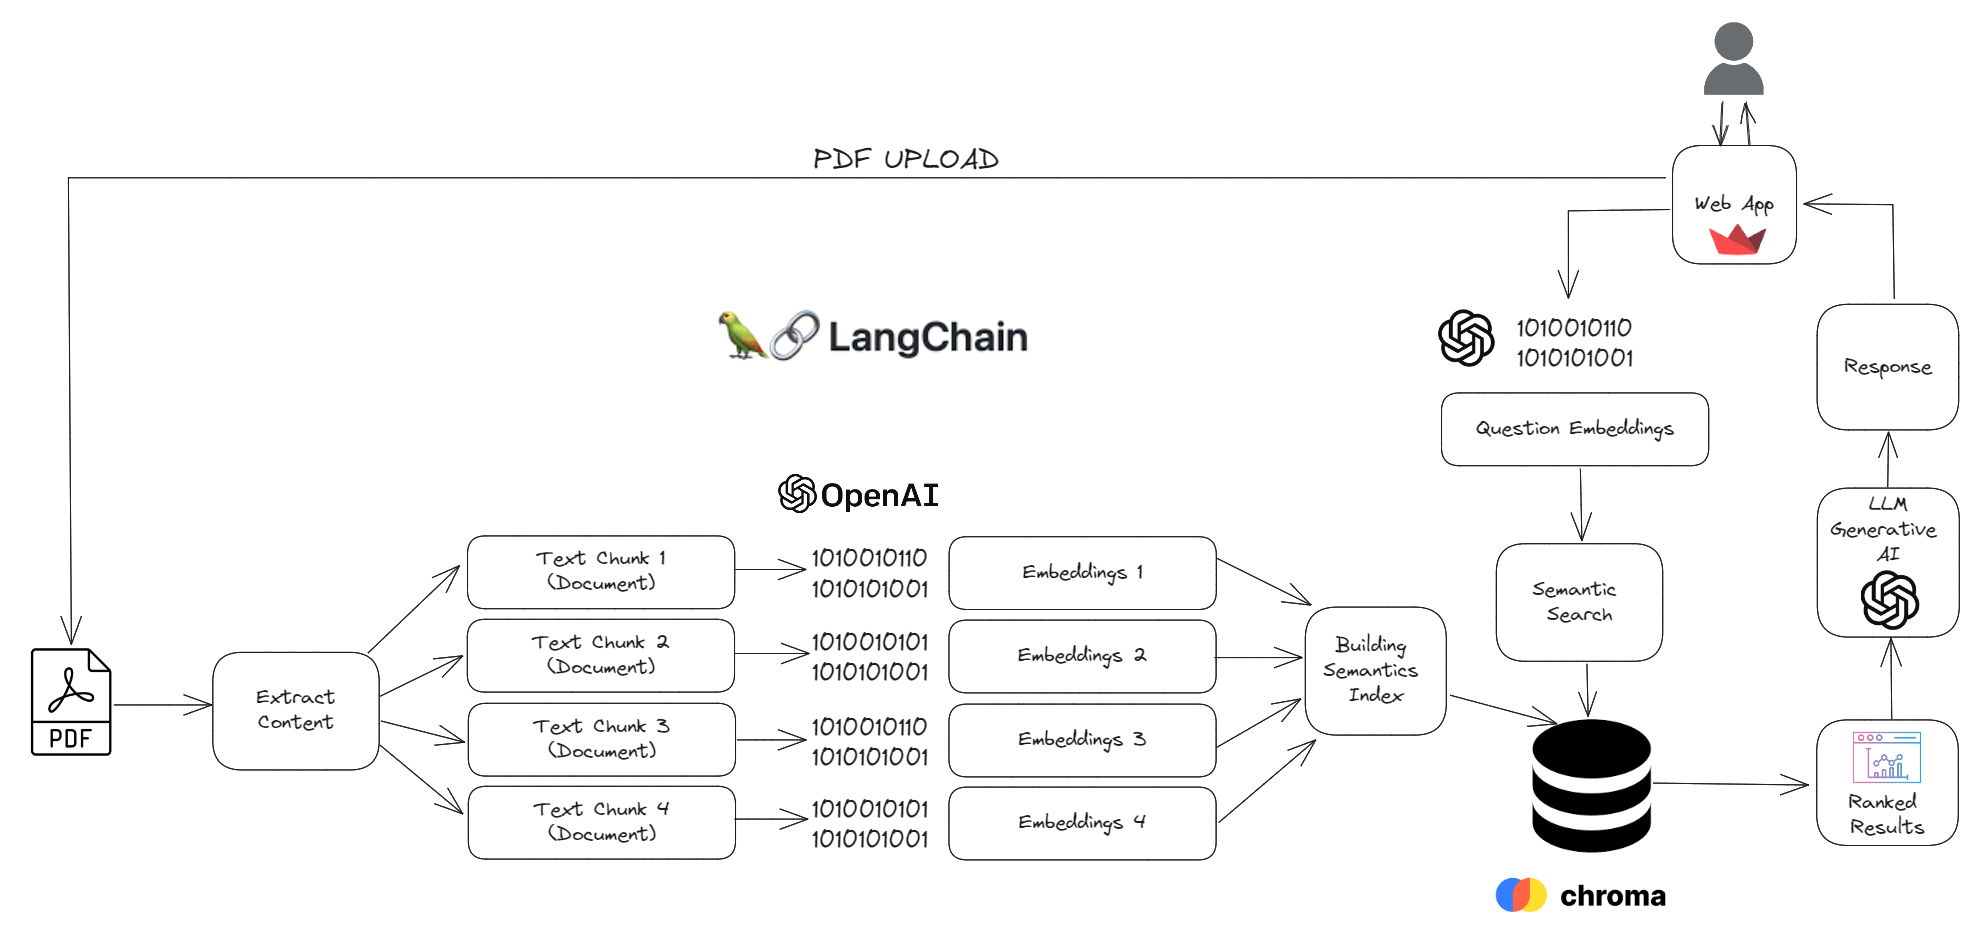 PDF UPLOAD
Web App
LangChain
1010010110
1010101001
Response
Question Embeddings
OpenAI
LLM
Generative
AI
Text Chunk 1
(Document)
1010010110
1010101001
Embeddings 1
Semantic
Search
Text Chunk 2
(Document)
1010010101
1010101001
Embeddings 2
Building
Semantics
Index
Extract
Content
PDF
Text Chunk 3
(Document)
1010010110
1010101001
Embeddings 3
Text Chunk 4
(Document)
1010010101
1010101001
Embeddings 4
Ranked
Results
chroma